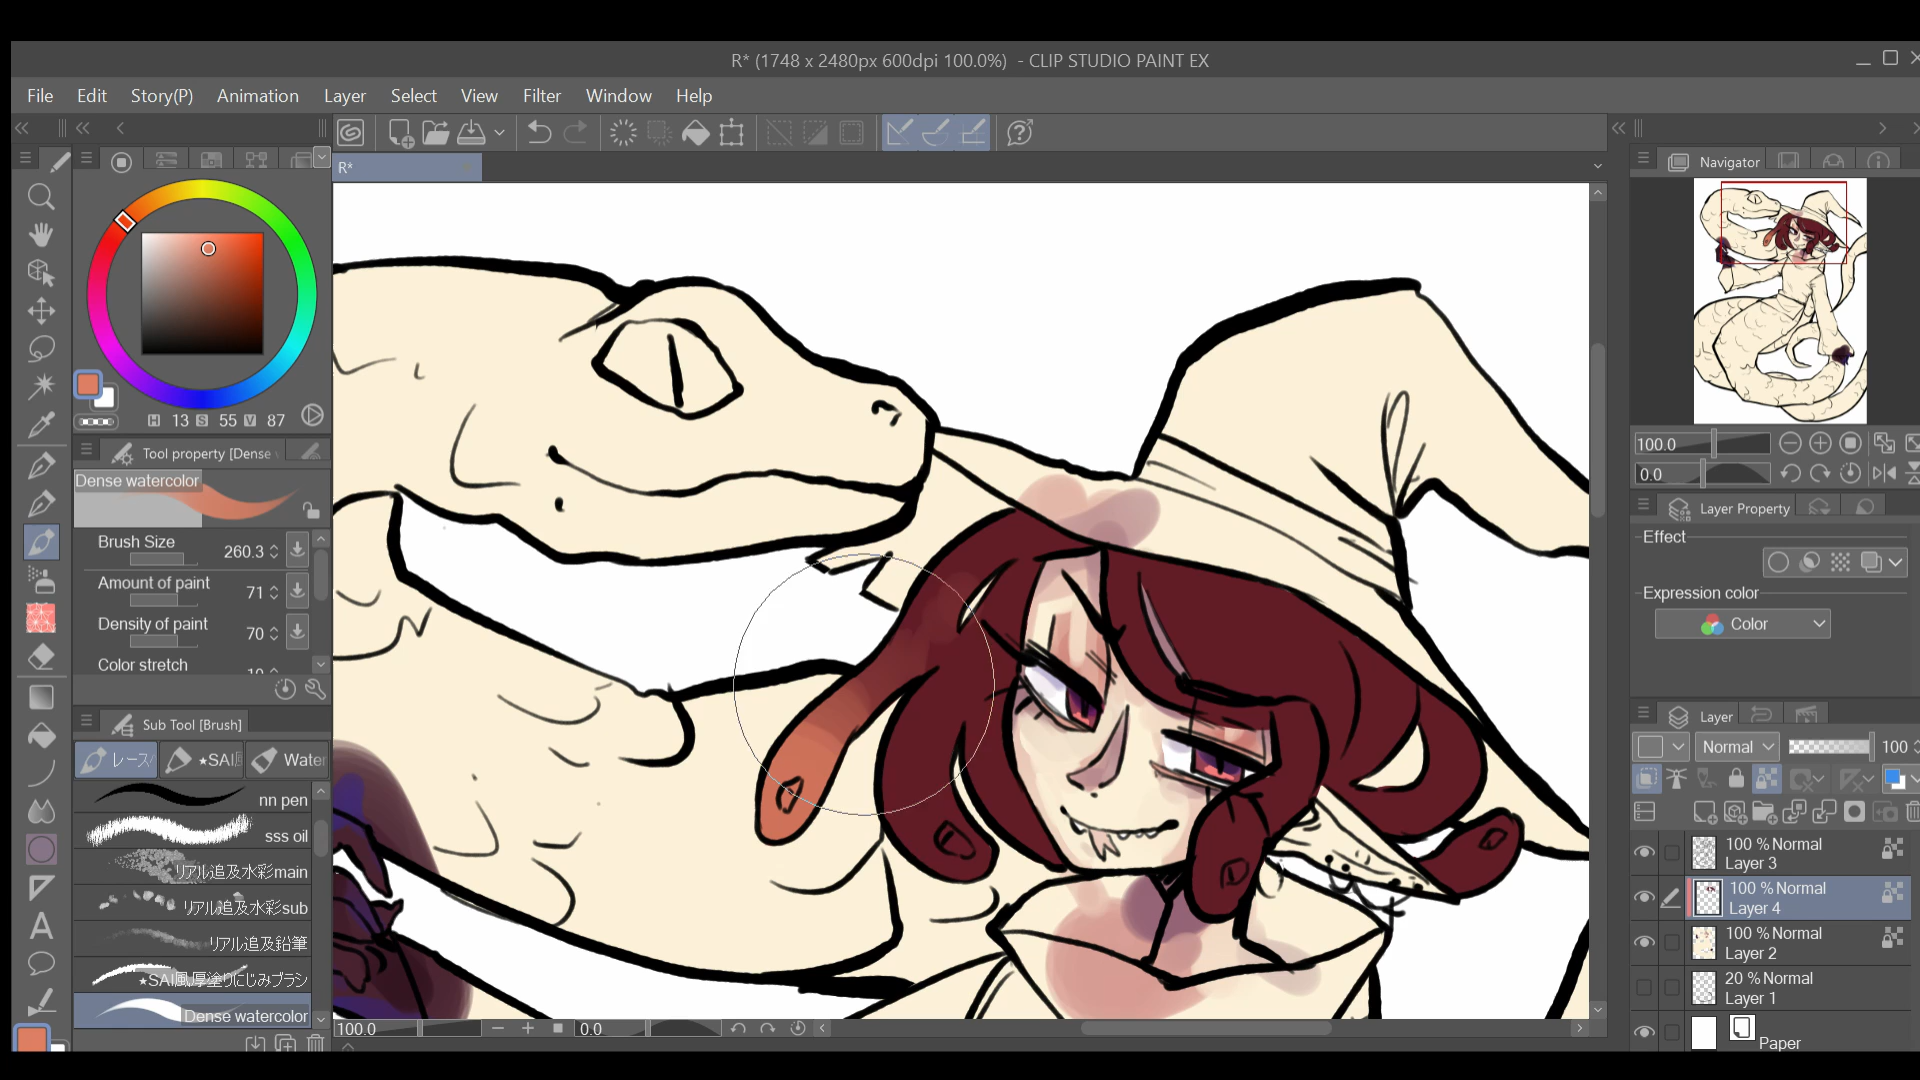 R* (1748 x 2480px 600dpi 100.0%) - CLIP STUDIO PAINT EX
File Edit Story(P) Animation Layer Select View Filter Window Help
R*
Navigator
H 13 S 55 V 87
Tool property [Dense
Dense watercolor
Brush Size 260.3
Amount of paint 71
Density of paint 70
Color stretch
Sub Tool [Brush]
★SAI
Water
nn pen
sss oil
リアル追及水彩main
リアル追及水彩sub
リアル追及鉛筆
★SAI風厚塗りにじみブラシ
Dense watercolor
100.0 0.0
100.0
0.0
Layer Property
Effect
Expression color
Color
Layer
Normal 100
100 % Normal
Layer 3
100 % Normal
Layer 4
100 % Normal
Layer 2
20 % Normal
Layer 1
Paper